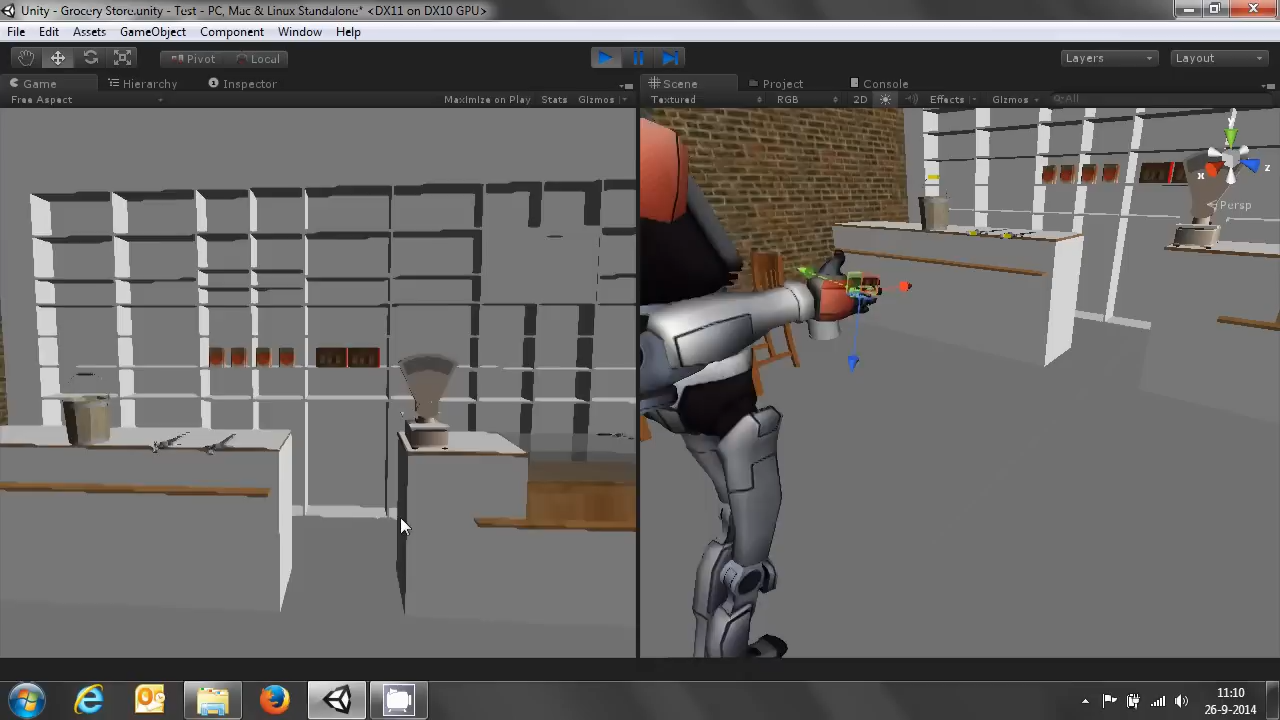 Unity - Grocery Store.unity - Test - PC, Mac & Linux Standalone* <DX11 on DX10 GPU>
File Edit Assets GameObject Component Window Help
Pivot Local Layers Layout
Game Hierarchy Inspector Scene Project Console
Free Aspect Maximize on Play Stats Gizmos Textured RGB 2D Effects Gizmos All
x z
Persp
11:10
26-9-2014